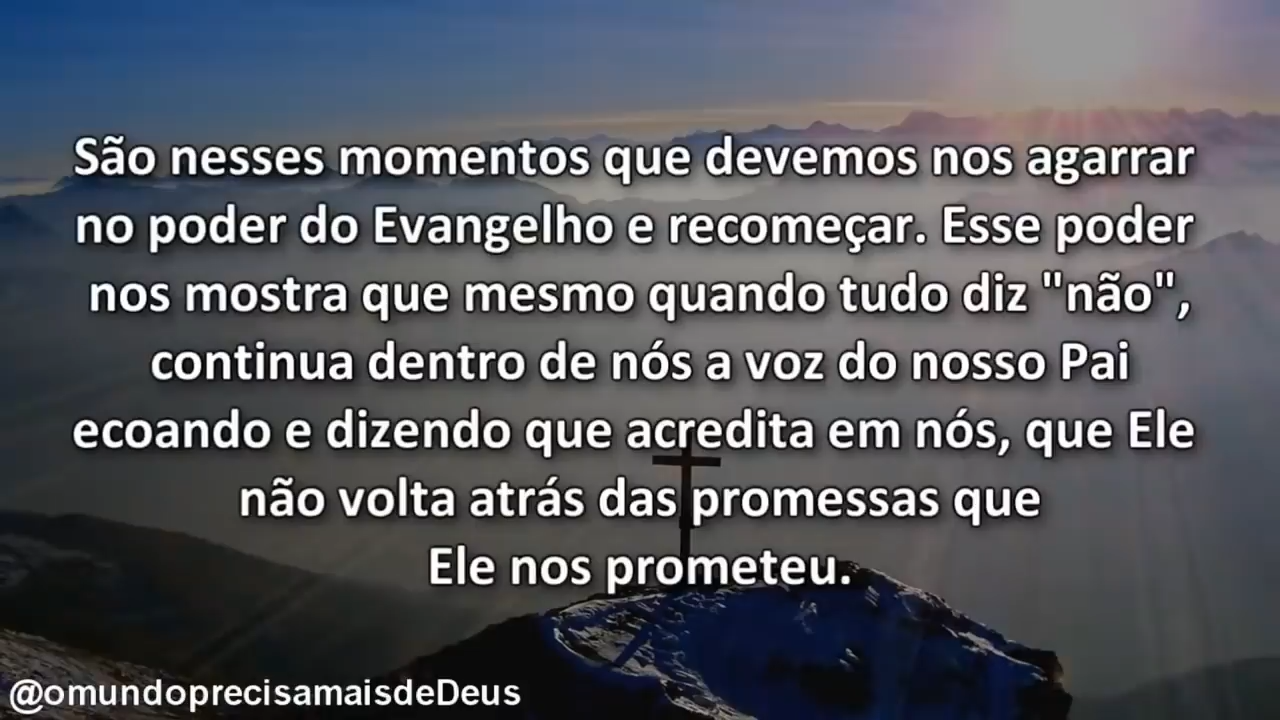 São nesses momentos que devemos nos agarrar
no poder do Evangelho e recomeçar. Esse poder
nos mostra que mesmo quando tudo diz "não",
continua dentro de nós a voz do nosso Pai
ecoando e dizendo que acredita em nós, que Ele
não volta atrás das promessas que
Ele nos prometeu.
@omundoprecisamaisdeDeus